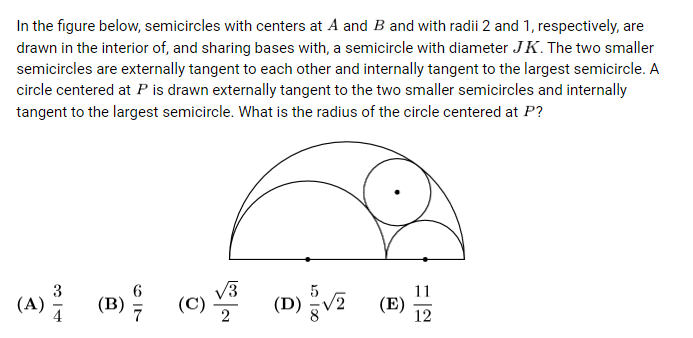 In the figure below, semicircles with centers at A and B and with radii 2 and 1, respectively, are
drawn in the interior of, and sharing bases with, a semicircle with diameter JK. The two smaller
semicircles are externally tangent to each other and internally tangent to the largest semicircle. A
circle centered at P is drawn externally tangent to the two smaller semicircles and internally
tangent to the largest semicircle. What is the radius of the circle centered at P?
(A) 3/4 (B) 6/7 (C) √3/2 (D) 5/8 √2 (E) 11/12